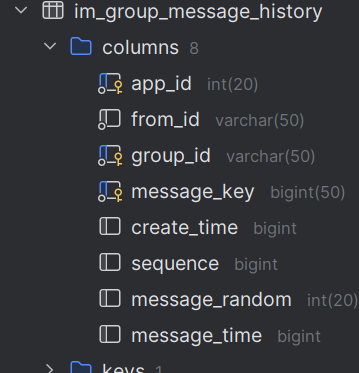 im_group_message_history
columns 8
app_id int(20)
from_id varchar(50)
group_id varchar(50)
message_key bigint(50)
create_time bigint
sequence bigint
message_random int(20)
message_time bigint
keys 1